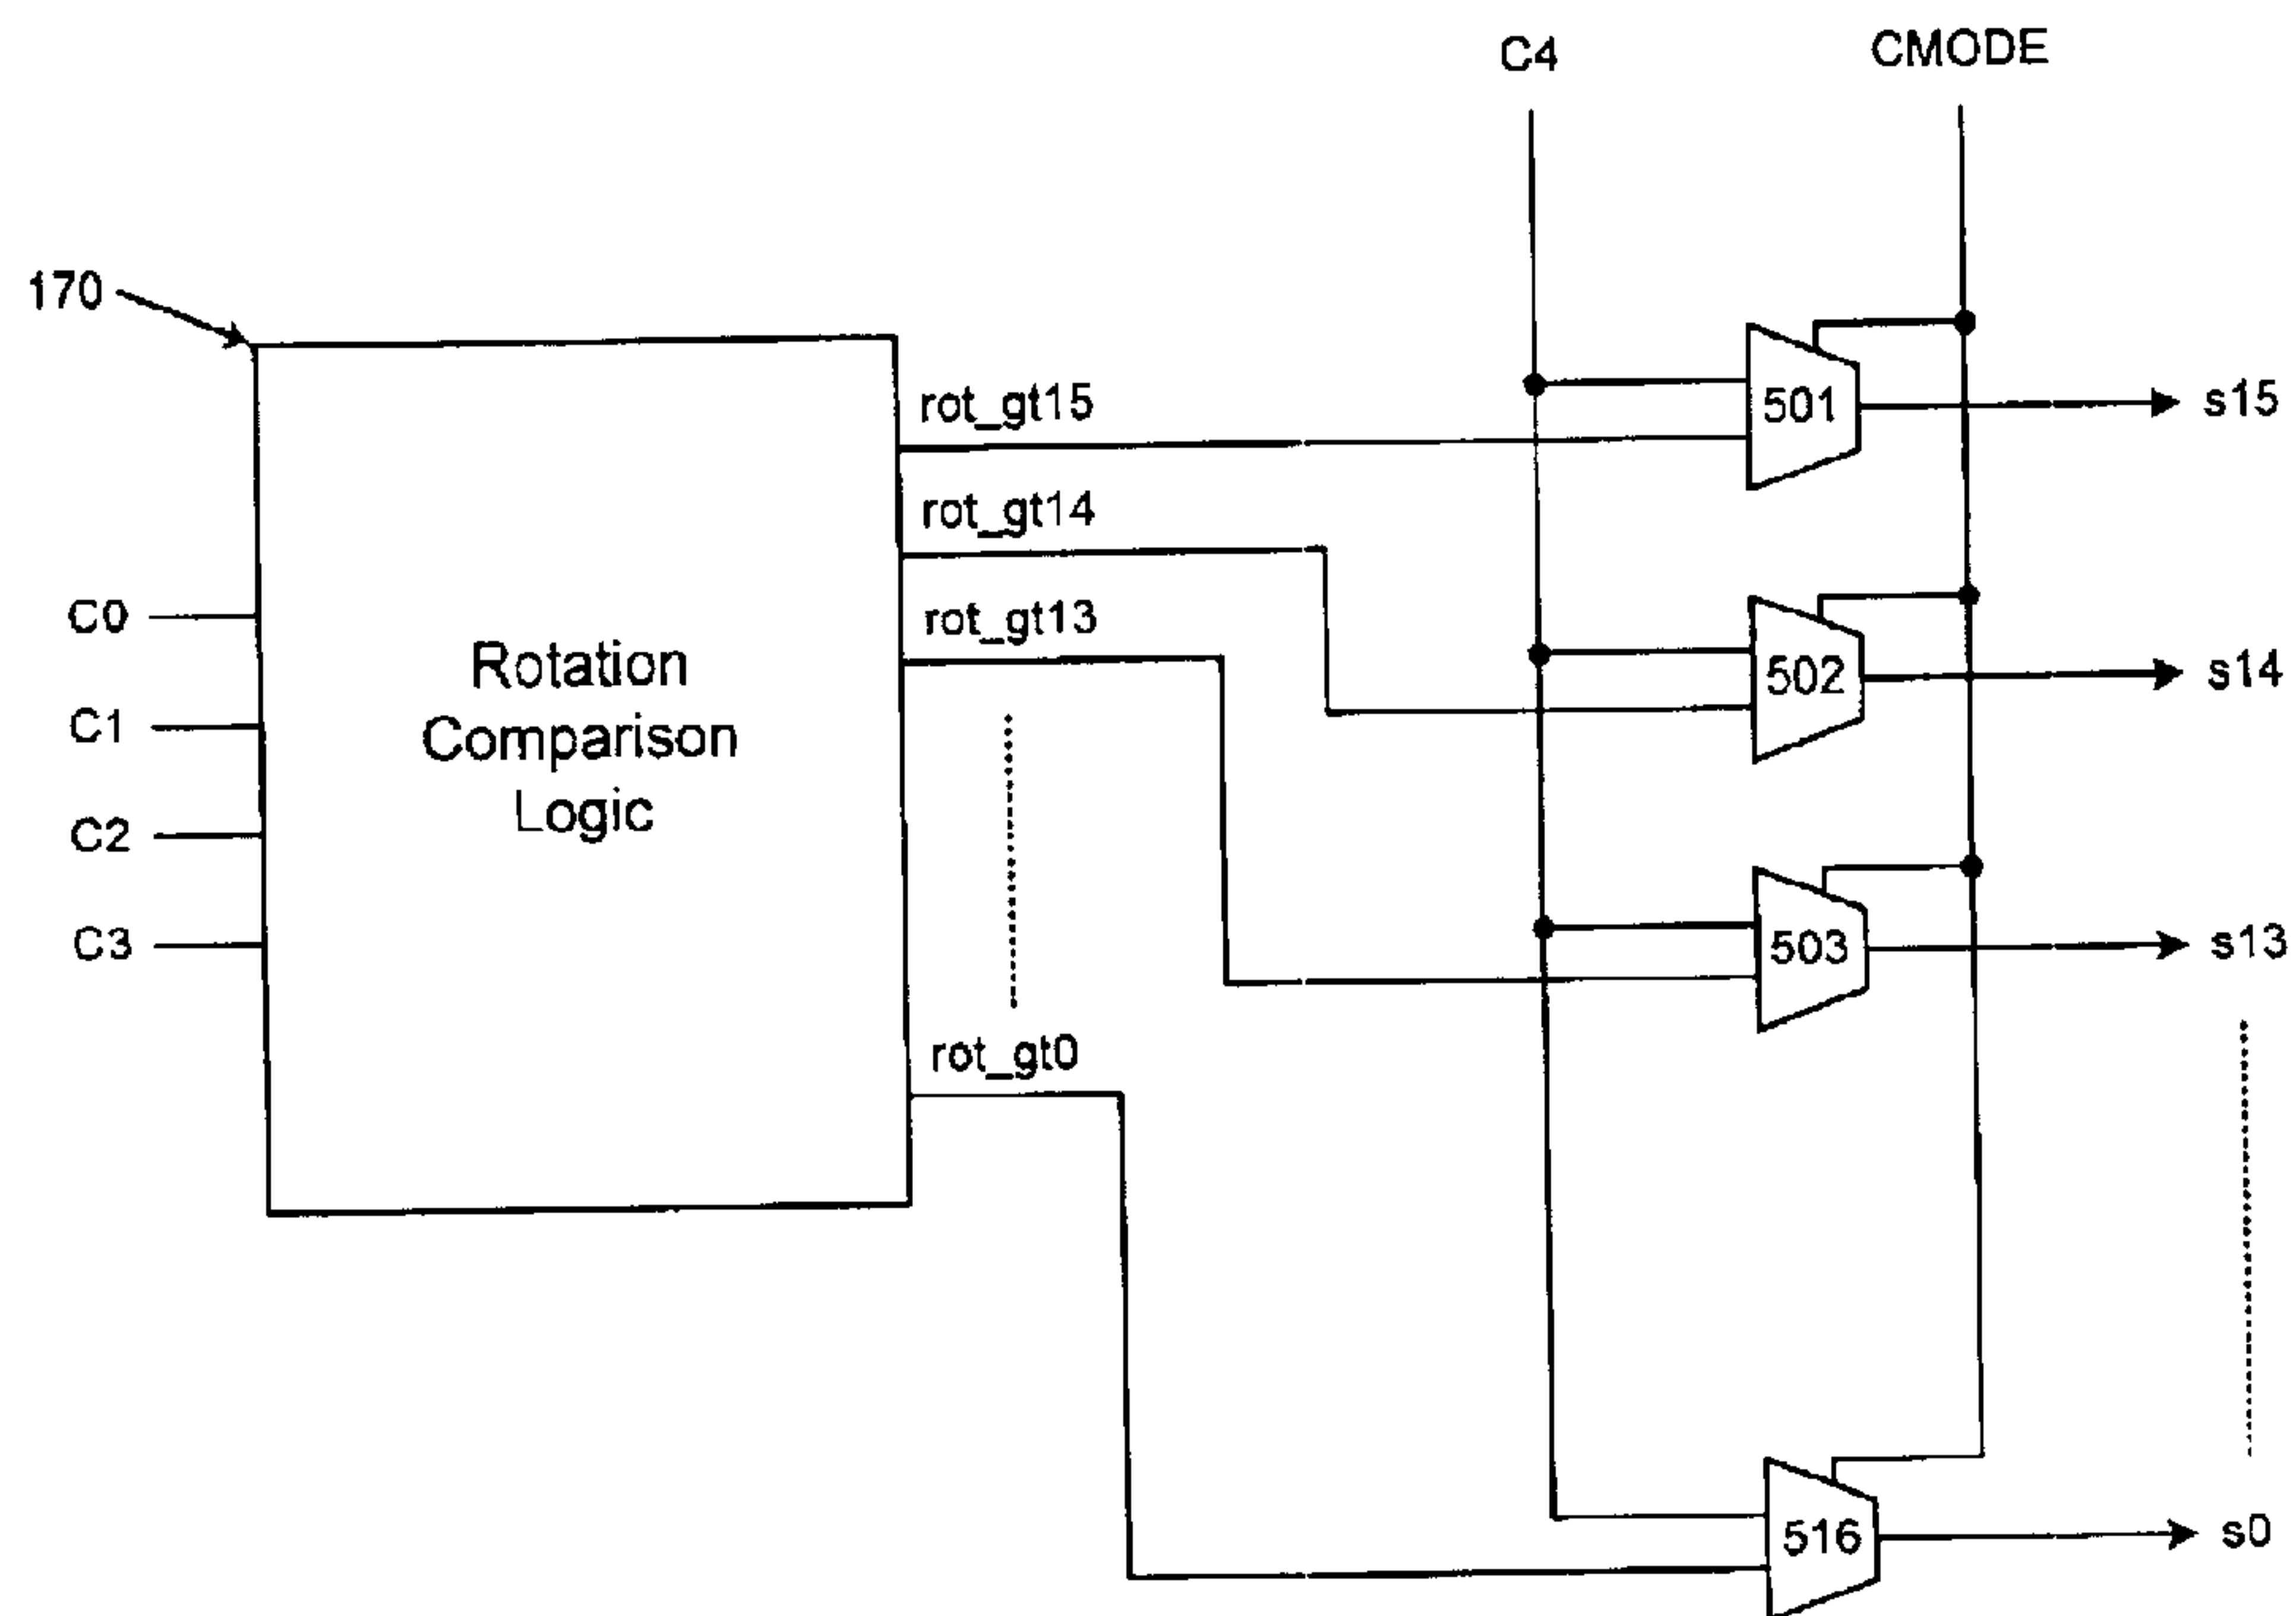 C4
CMODE
170
rot_gt15
501
s15
rot_gt14
C0
rot_gt13
Rotation
Comparison
Logic
502
s14
C1
C2
C3
503
s13
rot_gt0
516
s0